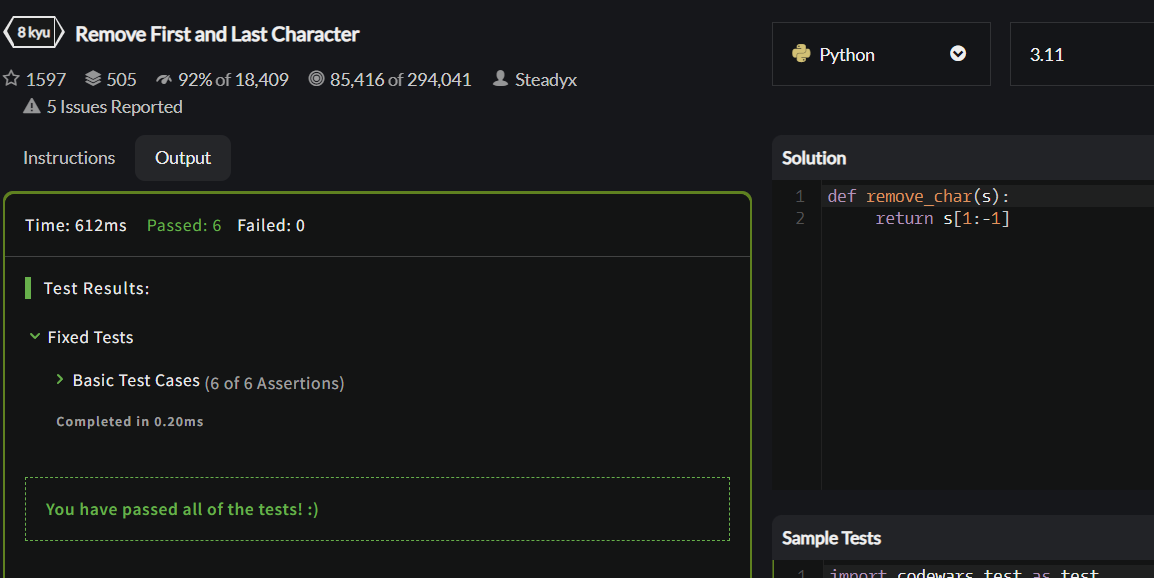 8 kyu Remove First and Last Character
1597 505 92% of 18,409 85,416 of 294,041 Steadyx
5 Issues Reported
Instructions Output
Time: 612ms Passed: 6 Failed: 0
Test Results:
Fixed Tests
Basic Test Cases (6 of 6 Assertions)
Completed in 0.20ms
You have passed all of the tests! :)
Python 3.11
Solution
1 def remove_char(s):
2 return s[1:-1]
Sample Tests
1 import codewars_test as test